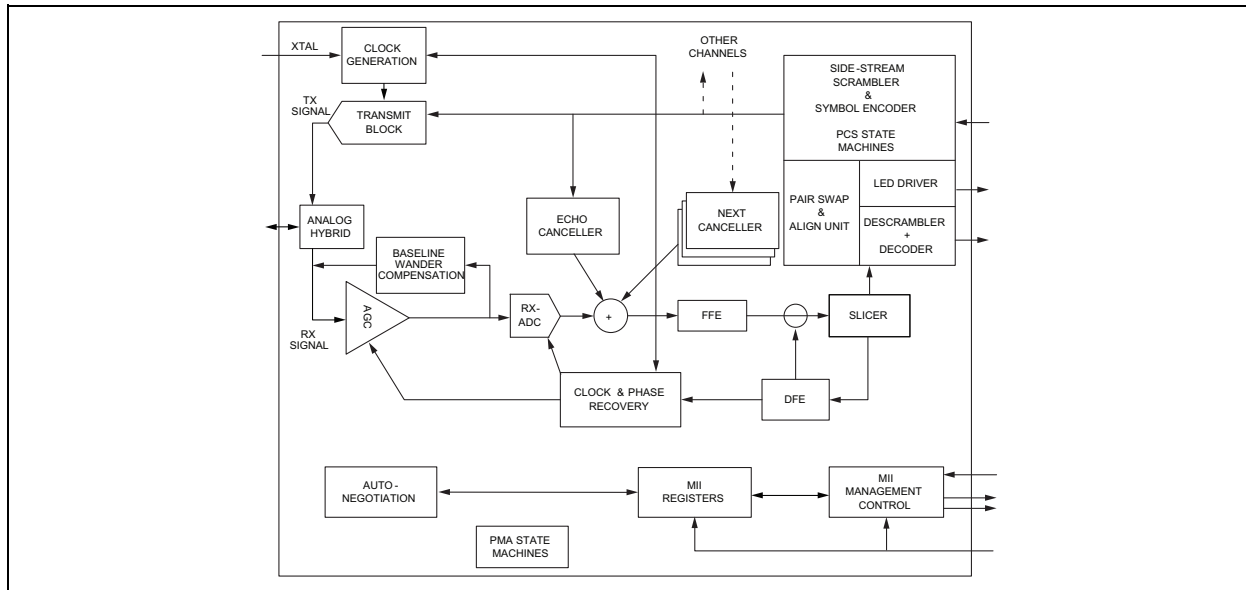 XTAL
CLOCK
GENERATION
OTHER
CHANNELS
SIDE-STREAM
SCRAMBLER
&
SYMBOL ENCODER
PCS STATE
MACHINES
TX
SIGNAL
TRANSMIT
BLOCK
PAIR SWAP
&
ALIGN UNIT
LED DRIVER
DESCRAMBLER
+
DECODER
ANALOG
HYBRID
ECHO
CANCELLER
NEXT
CANCELLER
BASELINE
WANDER
COMPENSATION
AGC
RX-
ADC
+
FFE
SLICER
RX
SIGNAL
CLOCK & PHASE
RECOVERY
DFE
AUTO-
NEGOTIATION
MII
REGISTERS
MII
MANAGEMENT
CONTROL
PMA STATE
MACHINES